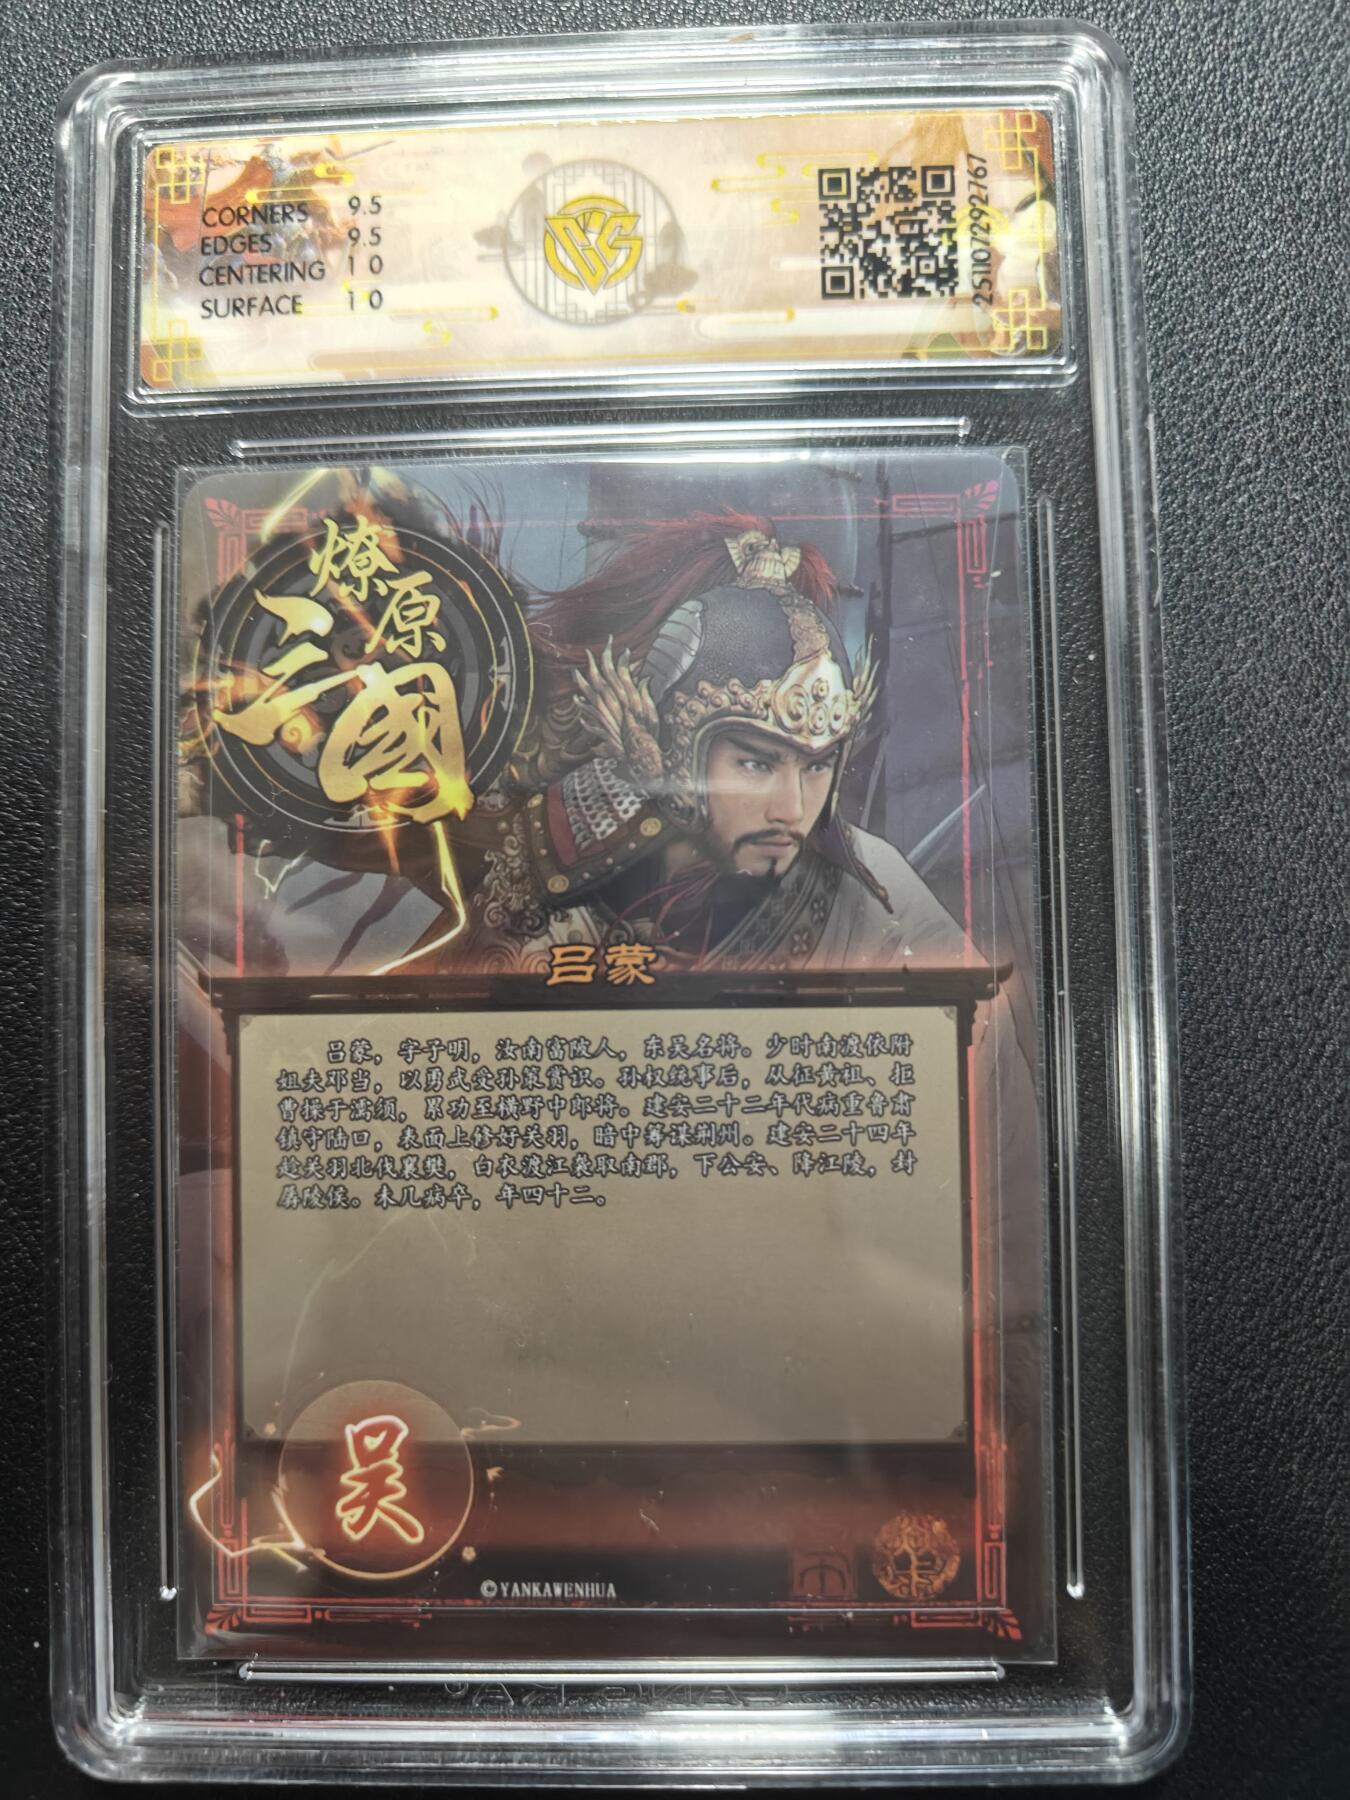 CORNERS 9.5
EDGES 9.5
CENTERING 10
SURFACE 10
251107292767
燎原
三國
吕蒙
吕蒙，字子明，汝南富陂人，东吴名将。少时南渡依附
姐夫邓当，以勇武受孙策赏识。孙权统事后，从征黄祖、拒
曹操于濡须，累功至横野中郎将。建安二十二年代病重鲁肃
镇守陆口，表面上修好关羽，暗中筹谋荆州。建安二十四年
趁关羽北伐襄樊，白衣渡江袭取南郡，下公安、降江陵，封
孱陵侯。未几病卒，年四十二。
吴
©YANKAWENHUA